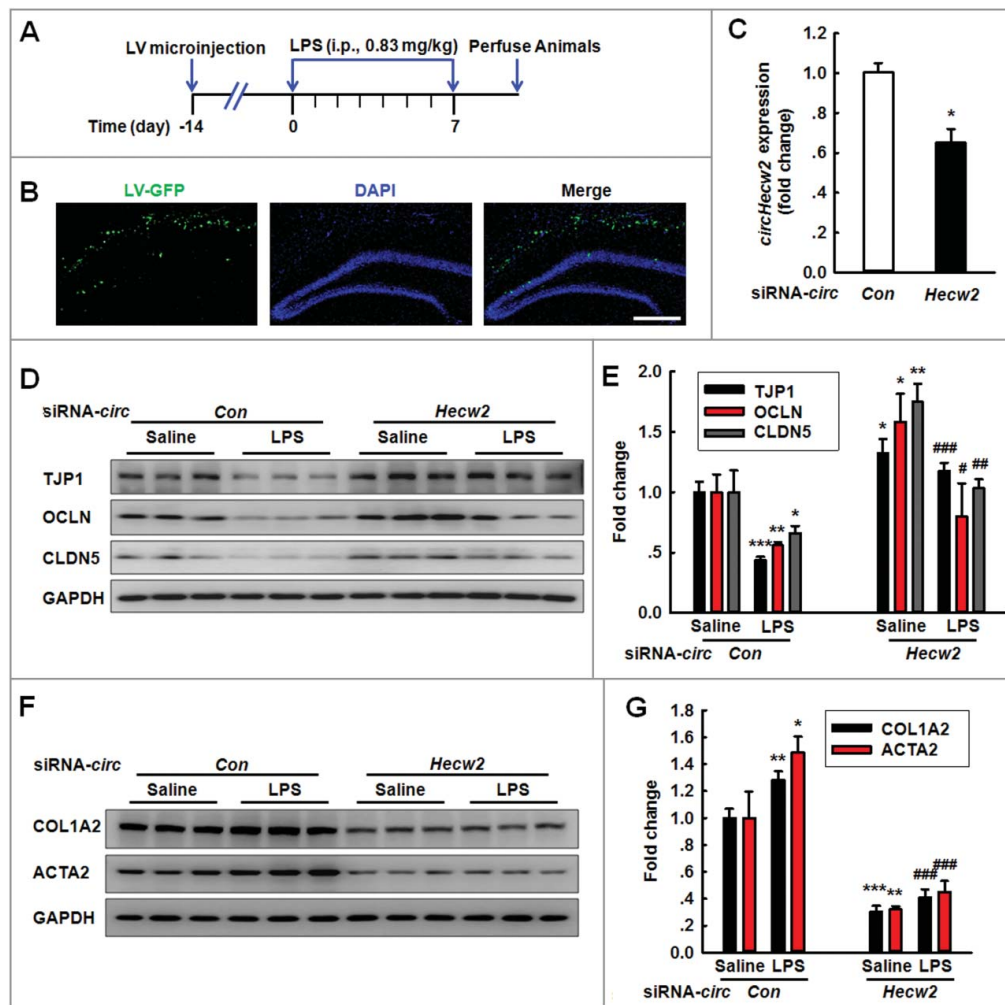 A
LV microinjection
LPS (i.p., 0.83 mg/kg)
Perfuse Animals
Time (day) -14 0 7
B
LV-GFP DAPI Merge
C
circHecw2 expression
(fold change)
1.2
1.0
.8
.6
.4
.2
0.0
*
siRNA-circ Con Hecw2
D
siRNA-circ Con Hecw2
Saline LPS Saline LPS
TJP1
OCLN
CLDN5
GAPDH
E
Fold change
2.0
1.5
1.0
.5
0.0
TJP1
OCLN
CLDN5
*** ** *
* * **
### # ##
Saline LPS Saline LPS
siRNA-circ Con Hecw2
F
siRNA-circ Con Hecw2
Saline LPS Saline LPS
COL1A2
ACTA2
GAPDH
G
Fold change
1.8
1.6
1.4
1.2
1.0
.8
.6
.4
.2
0.0
COL1A2
ACTA2
** *
*** **
### ###
Saline LPS Saline LPS
siRNA-circ Con Hecw2